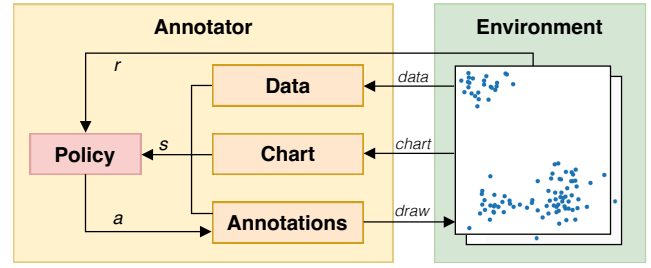 Annotator
Environment
r
Data
data
Policy
s
Chart
chart
a
Annotations
draw